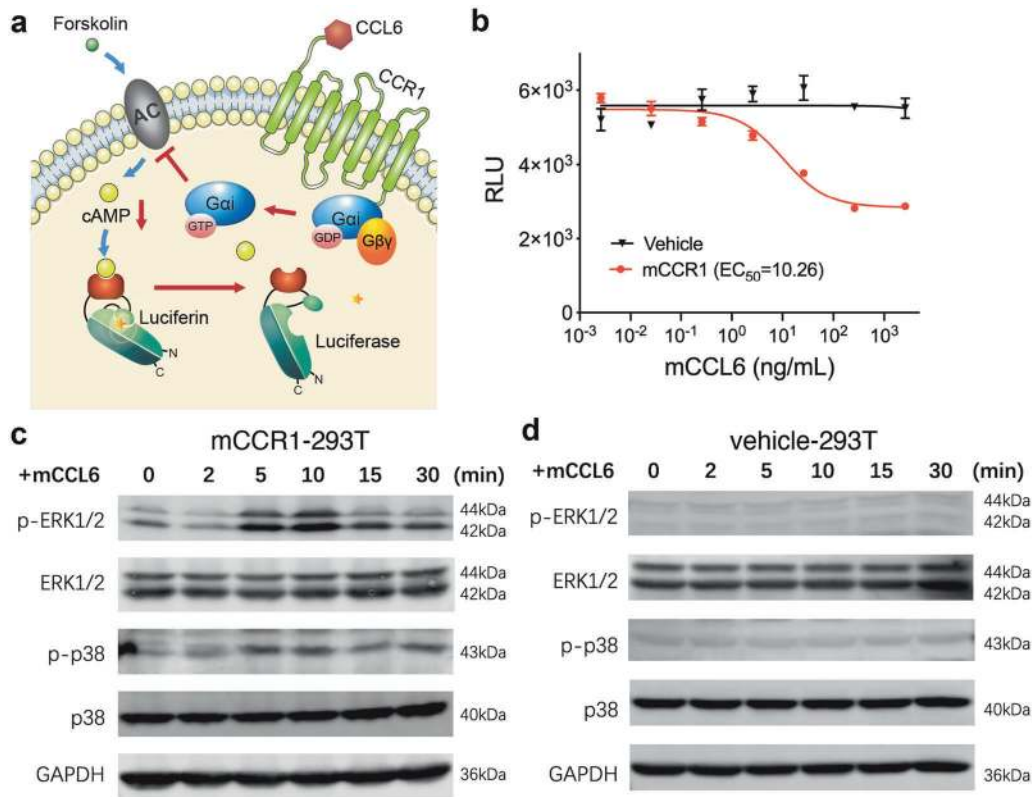 a
Forskolin
CCL6
CCR1
AC
cAMP
Gαi
GTP
Gαi
GDP
Gβγ
Luciferin
Luciferase
N
C
N
C
b
RLU
6×10³
4×10³
2×10³
0
Vehicle
mCCR1 (EC₅₀=10.26)
10⁻³ 10⁻² 10⁻¹ 10⁰ 10¹ 10² 10³
mCCL6 (ng/mL)
c
mCCR1-293T
+mCCL6 0 2 5 10 15 30 (min)
p-ERK1/2 44kDa
42kDa
ERK1/2 44kDa
42kDa
p-p38 43kDa
p38 40kDa
GAPDH 36kDa
d
vehicle-293T
+mCCL6 0 2 5 10 15 30 (min)
p-ERK1/2 44kDa
42kDa
ERK1/2 44kDa
42kDa
p-p38 43kDa
p38 40kDa
GAPDH 36kDa